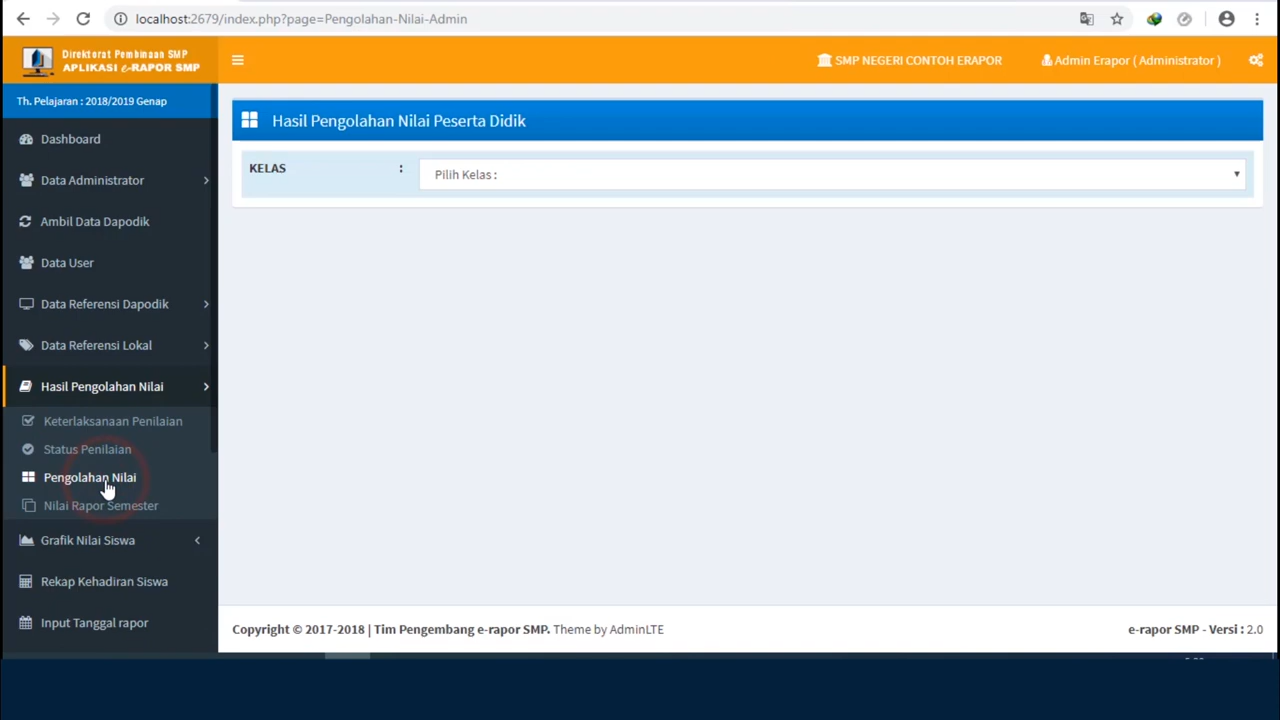 localhost:2679/index.php?page=Pengolahan-Nilai-Admin
Direktorat Pembinaan SMP
APLIKASI e-RAPOR SMP
SMP NEGERI CONTOH ERAPOR
Admin Erapor ( Administrator )
Th. Pelajaran : 2018/2019 Genap
Dashboard
Data Administrator
Ambil Data Dapodik
Data User
Data Referensi Dapodik
Data Referensi Lokal
Hasil Pengolahan Nilai
Keterlaksanaan Penilaian
Status Penilaian
Pengolahan Nilai
Nilai Rapor Semester
Grafik Nilai Siswa
Rekap Kehadiran Siswa
Input Tanggal rapor
Hasil Pengolahan Nilai Peserta Didik
KELAS : Pilih Kelas :
Copyright © 2017-2018 | Tim Pengembang e-rapor SMP. Theme by AdminLTE
e-rapor SMP - Versi : 2.0